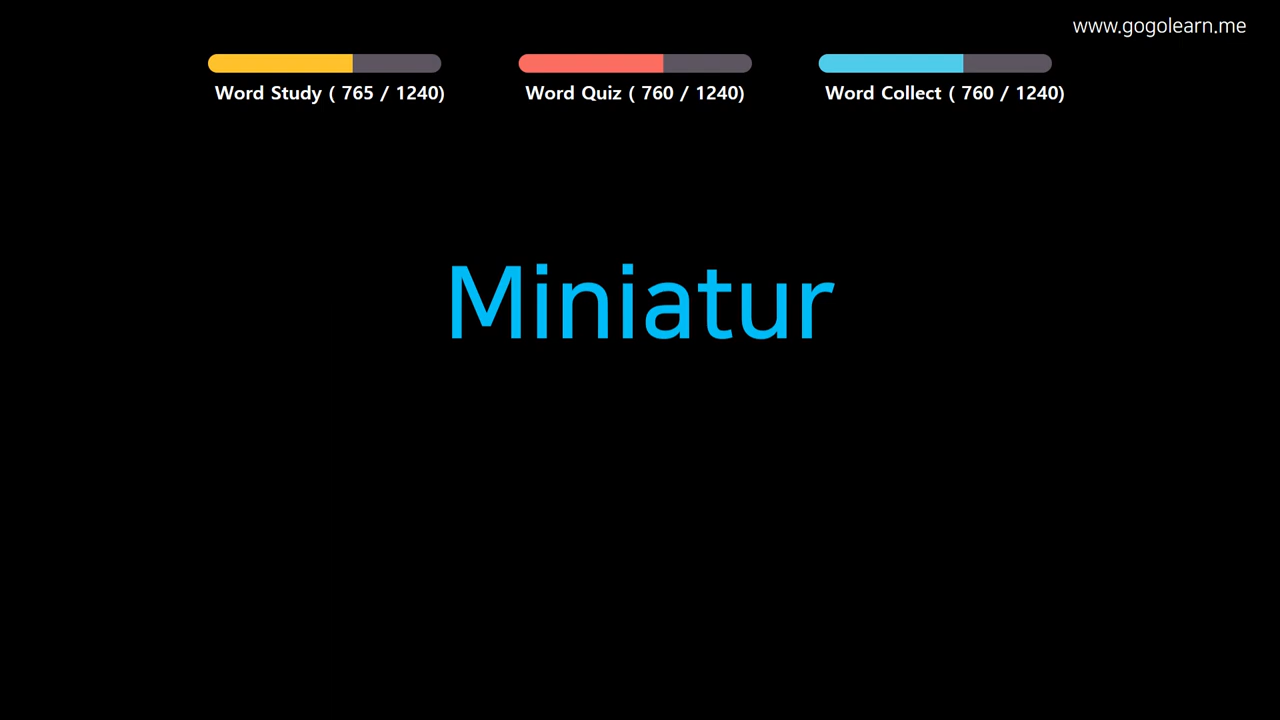 www.gogolearn.me
Word Study ( 765 / 1240)
Word Quiz ( 760 / 1240)
Word Collect ( 760 / 1240)
Miniatur